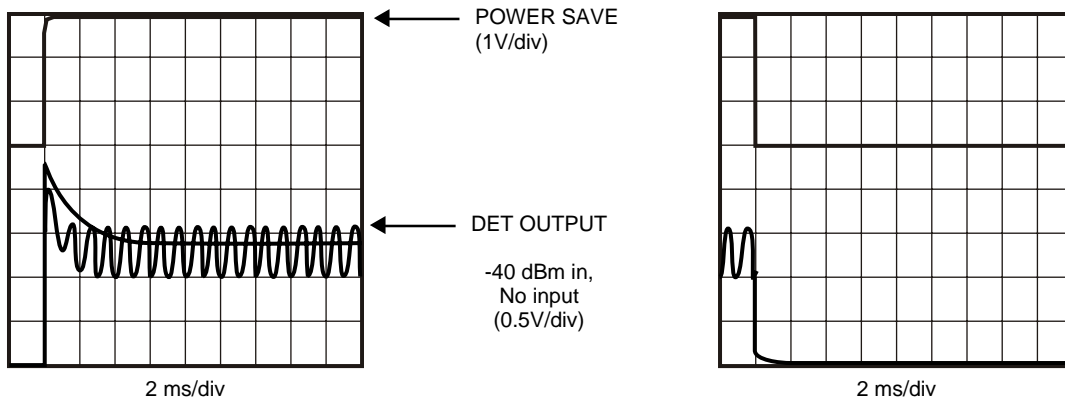 POWER SAVE
(1V/div)
DET OUTPUT
-40 dBm in,
No input
(0.5V/div)
2 ms/div
2 ms/div